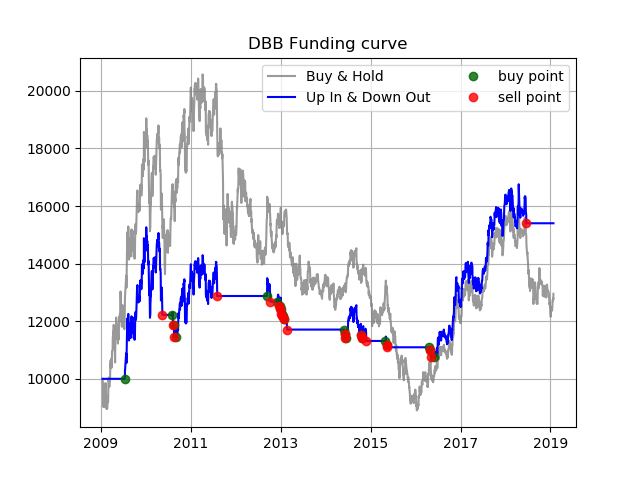 DBB Funding curve
Buy & Hold
Up In & Down Out
buy point
sell point
20000
18000
16000
14000
12000
10000
2009 2011 2013 2015 2017 2019